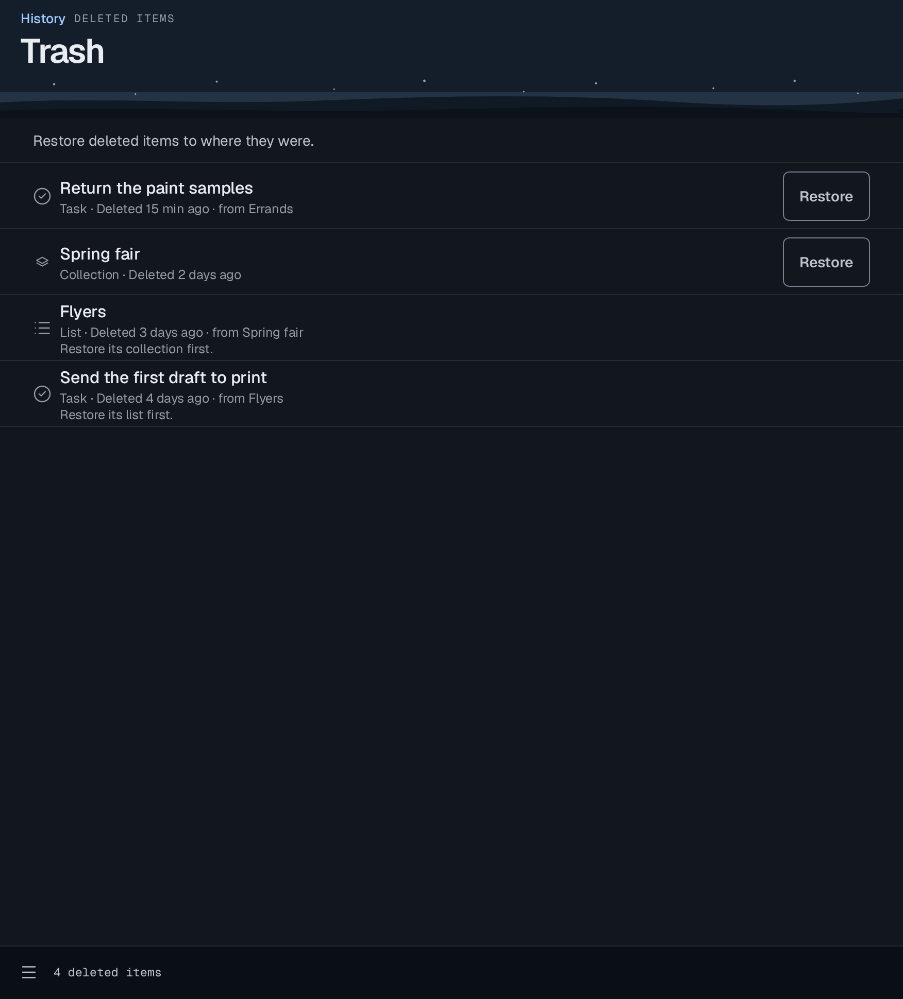 History DELETED ITEMS
Trash
Restore deleted items to where they were.
Return the paint samples
Task · Deleted 15 min ago · from Errands
Restore
Spring fair
Collection · Deleted 2 days ago
Restore
Flyers
List · Deleted 3 days ago · from Spring fair
Restore its collection first.
Send the first draft to print
Task · Deleted 4 days ago · from Flyers
Restore its list first.
4 deleted items